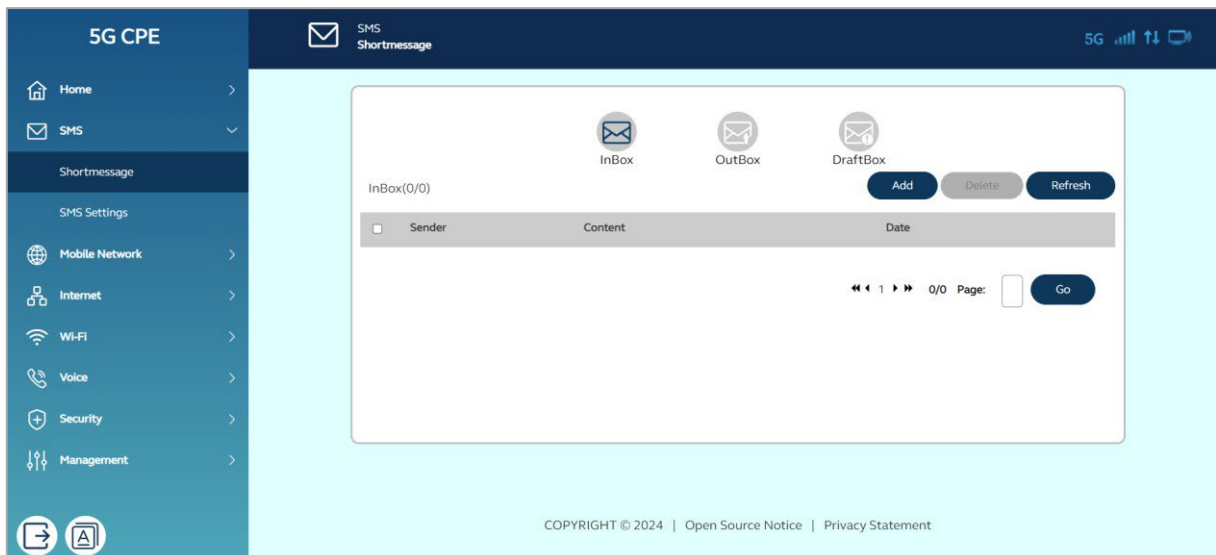 5G CPE
SMS
Shortmessage
5G
Home
SMS
Shortmessage
SMS Settings
Mobile Network
Internet
Wi-Fi
Voice
Security
Management
InBox
OutBox
DraftBox
InBox(0/0)
Add
Delete
Refresh
Sender Content Date
1 0/0 Page: Go
A
COPYRIGHT © 2024 | Open Source Notice | Privacy Statement